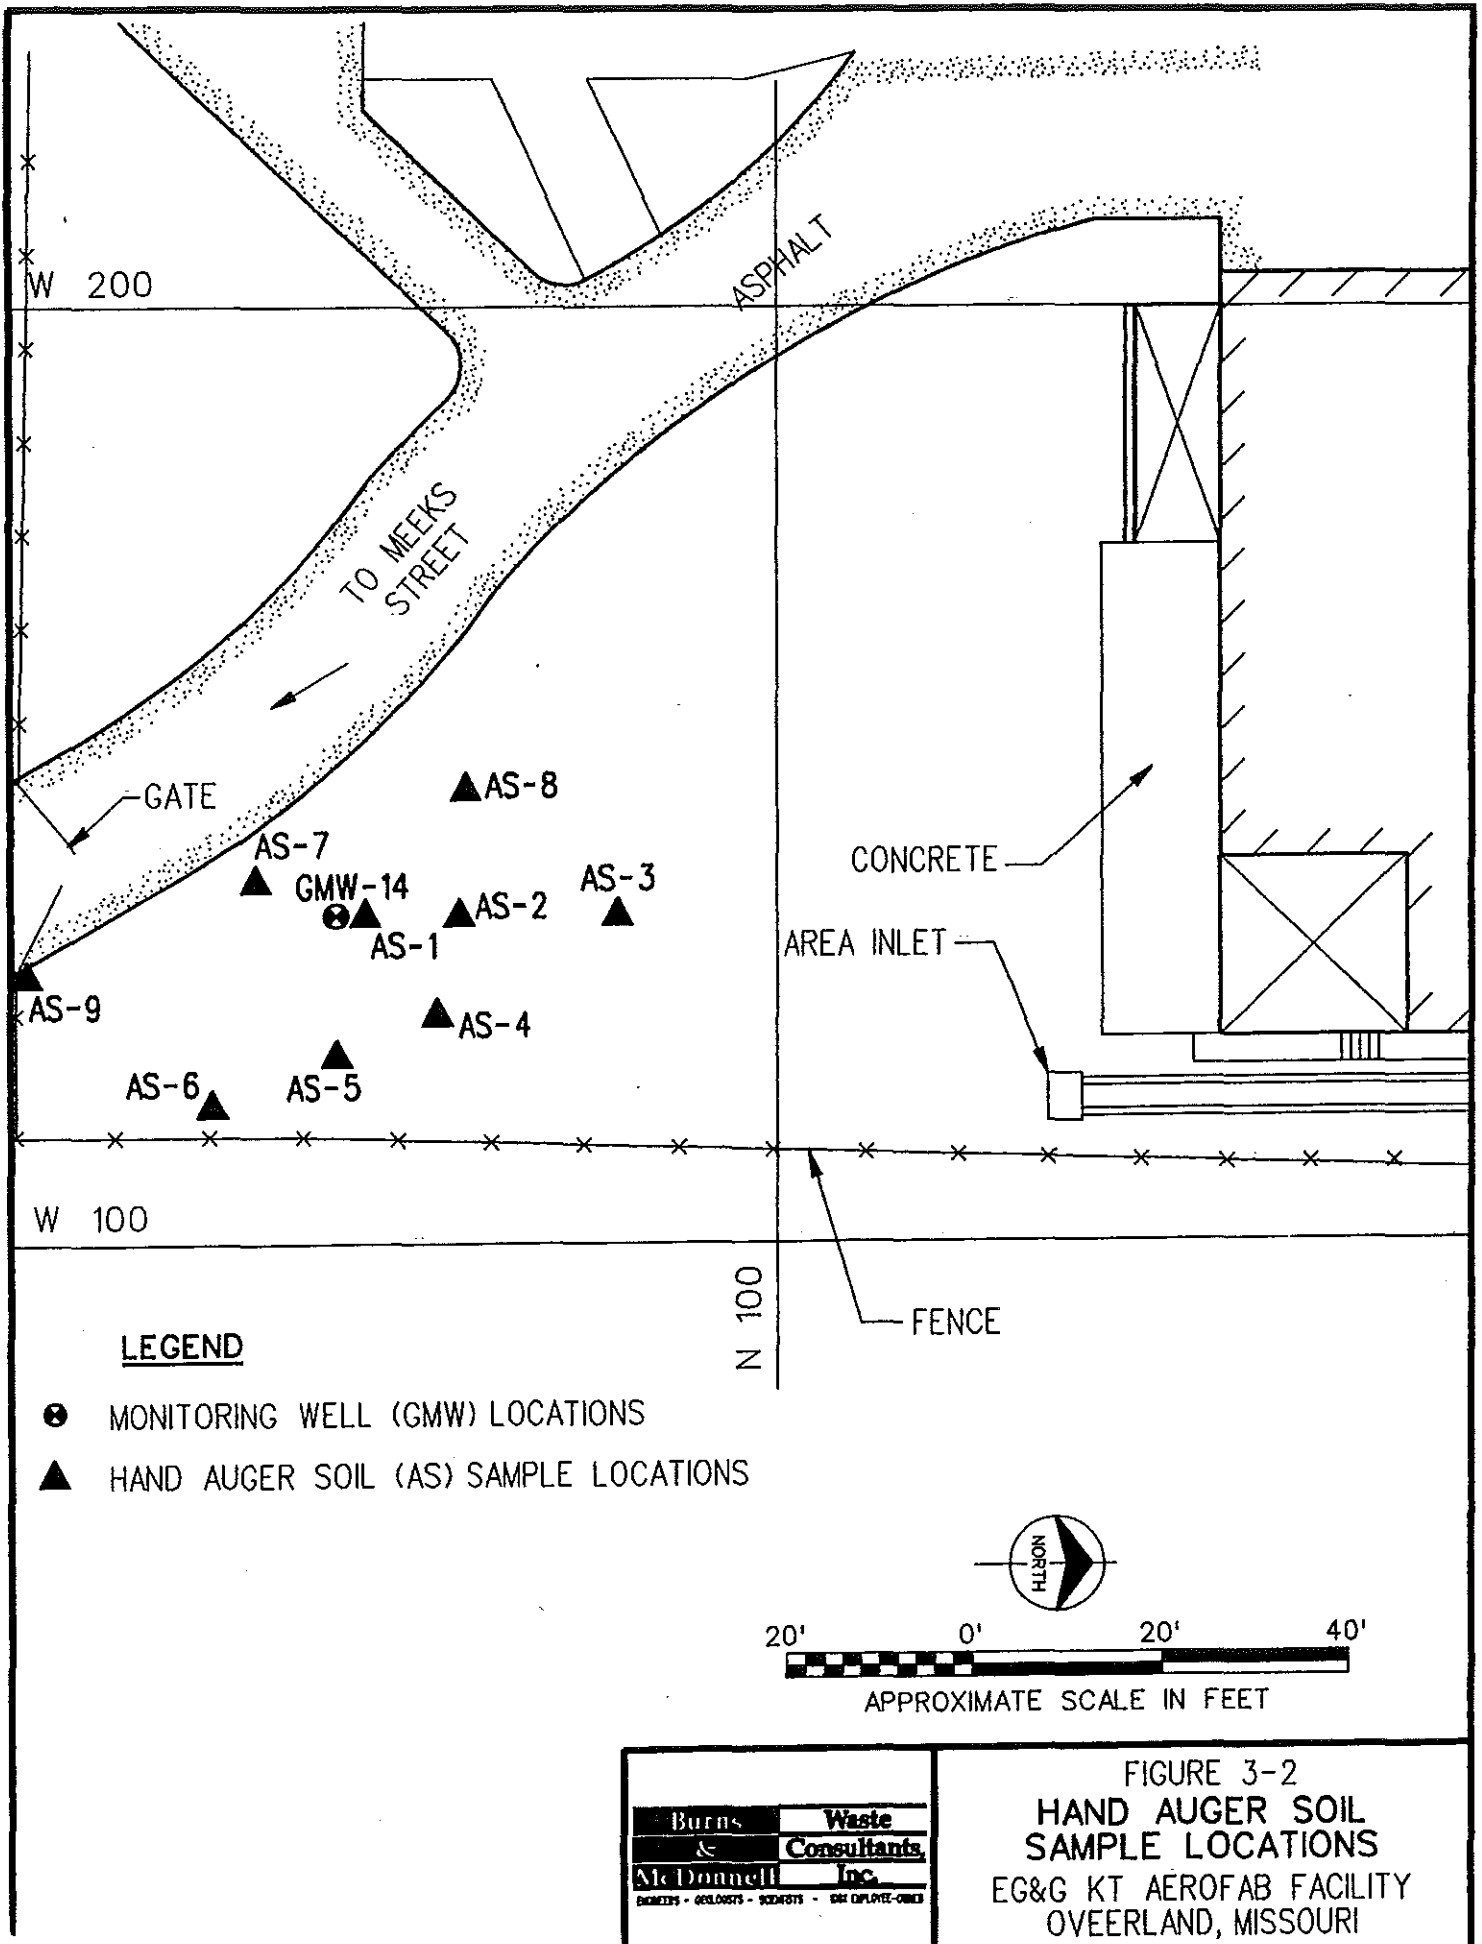 W 200
ASPHALT
TO MEEKS
STREET
GATE
AS-8
AS-7
GMW-14
AS-3
AS-2
AS-1
CONCRETE
AREA INLET
AS-9
AS-4
AS-6
AS-5
W 100
N 100
FENCE
LEGEND
MONITORING WELL (GMW) LOCATIONS
HAND AUGER SOIL (AS) SAMPLE LOCATIONS
NORTH
20' 0' 20' 40'
APPROXIMATE SCALE IN FEET
Burns
&
McDonnell
Waste
Consultants,
Inc.
ENGINEERS - GEOLOGISTS - SCIENTISTS -
FIGURE 3-2
HAND AUGER SOIL
SAMPLE LOCATIONS
EG&G KT AEROFAB FACILITY
OVEERLAND, MISSOURI